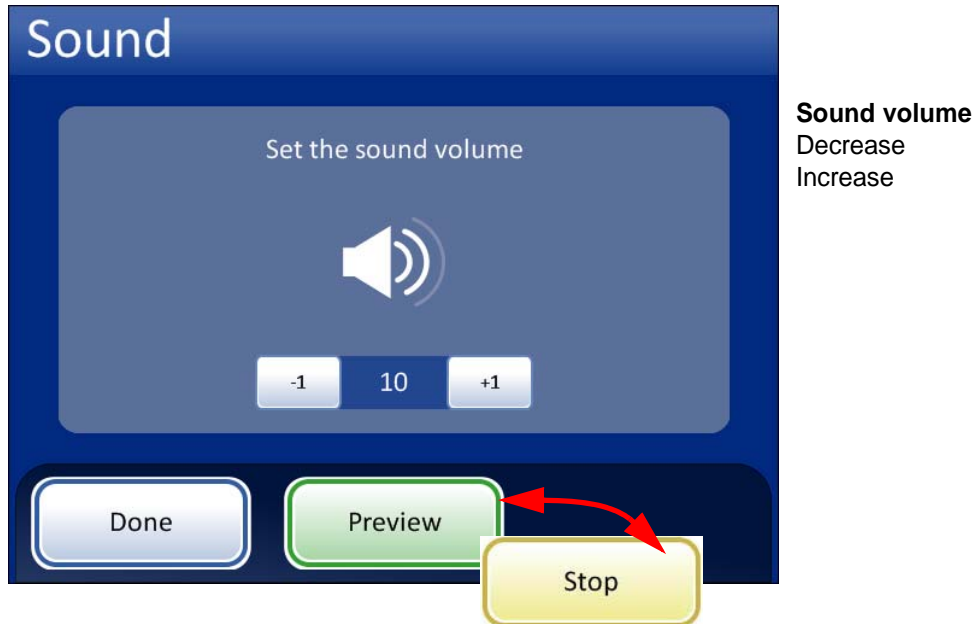 Sound
Set the sound volume
-1 10 +1
Done Preview
Stop
Sound volume
Decrease
Increase